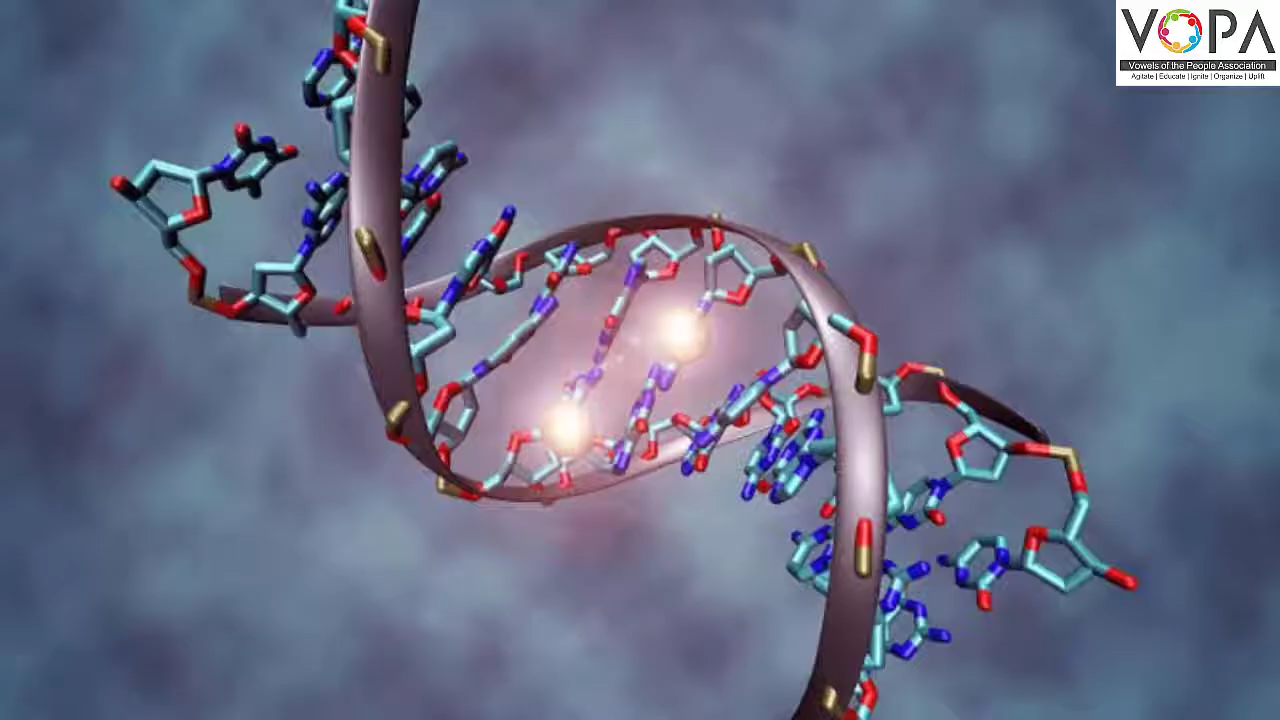 VOPA
Vowels of the People Association
Agitate | Educate | Ignite | Organize | Uplift